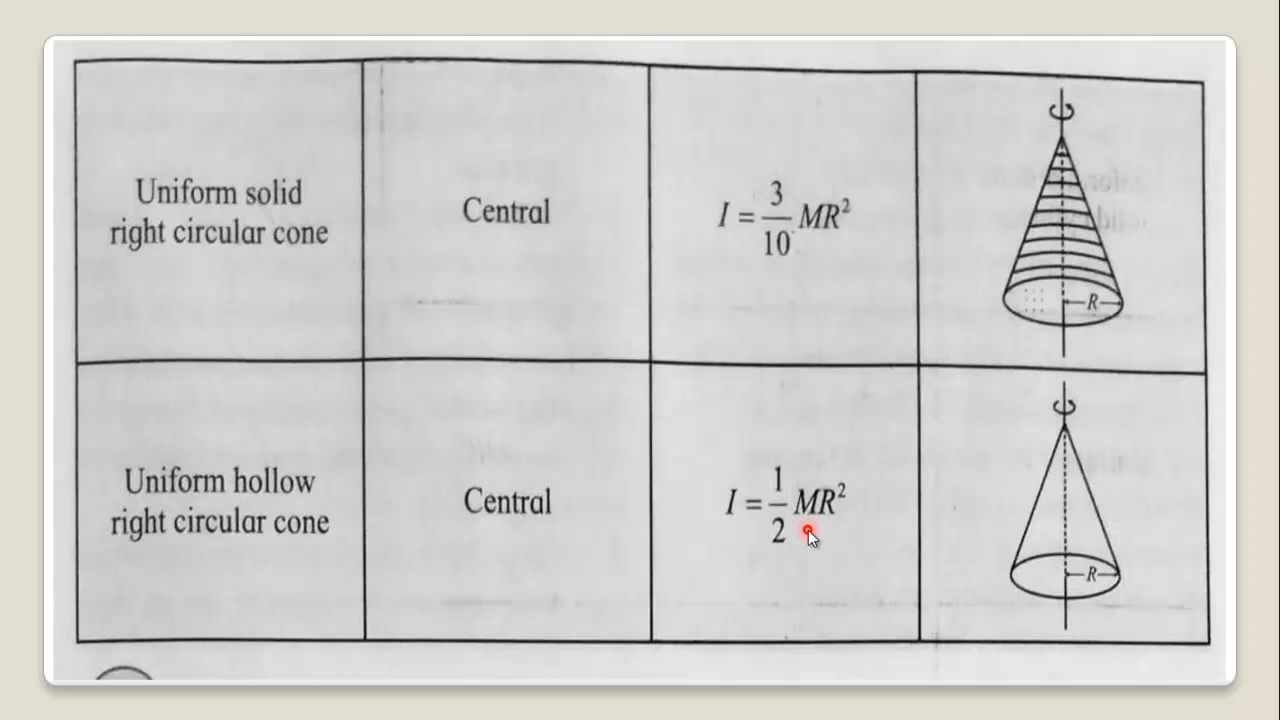 Uniform solid
right circular cone
Central
I = 3/10 MR²
R
Uniform hollow
right circular cone
Central
I = 1/2 MR²
R